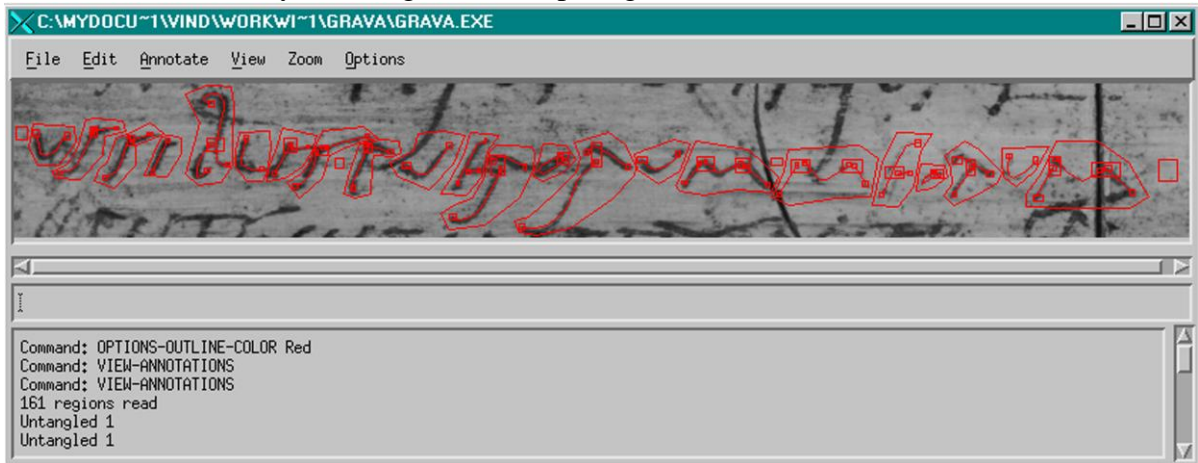 C:\MYDOCU~1\VIND\WORKWI~1\GRAVA\GRAVA.EXE
File Edit Annotate View Zoom Options
Command: OPTIONS-OUTLINE-COLOR Red
Command: VIEW-ANNOTATIONS
Command: VIEW-ANNOTATIONS
161 regions read
Untangled 1
Untangled 1